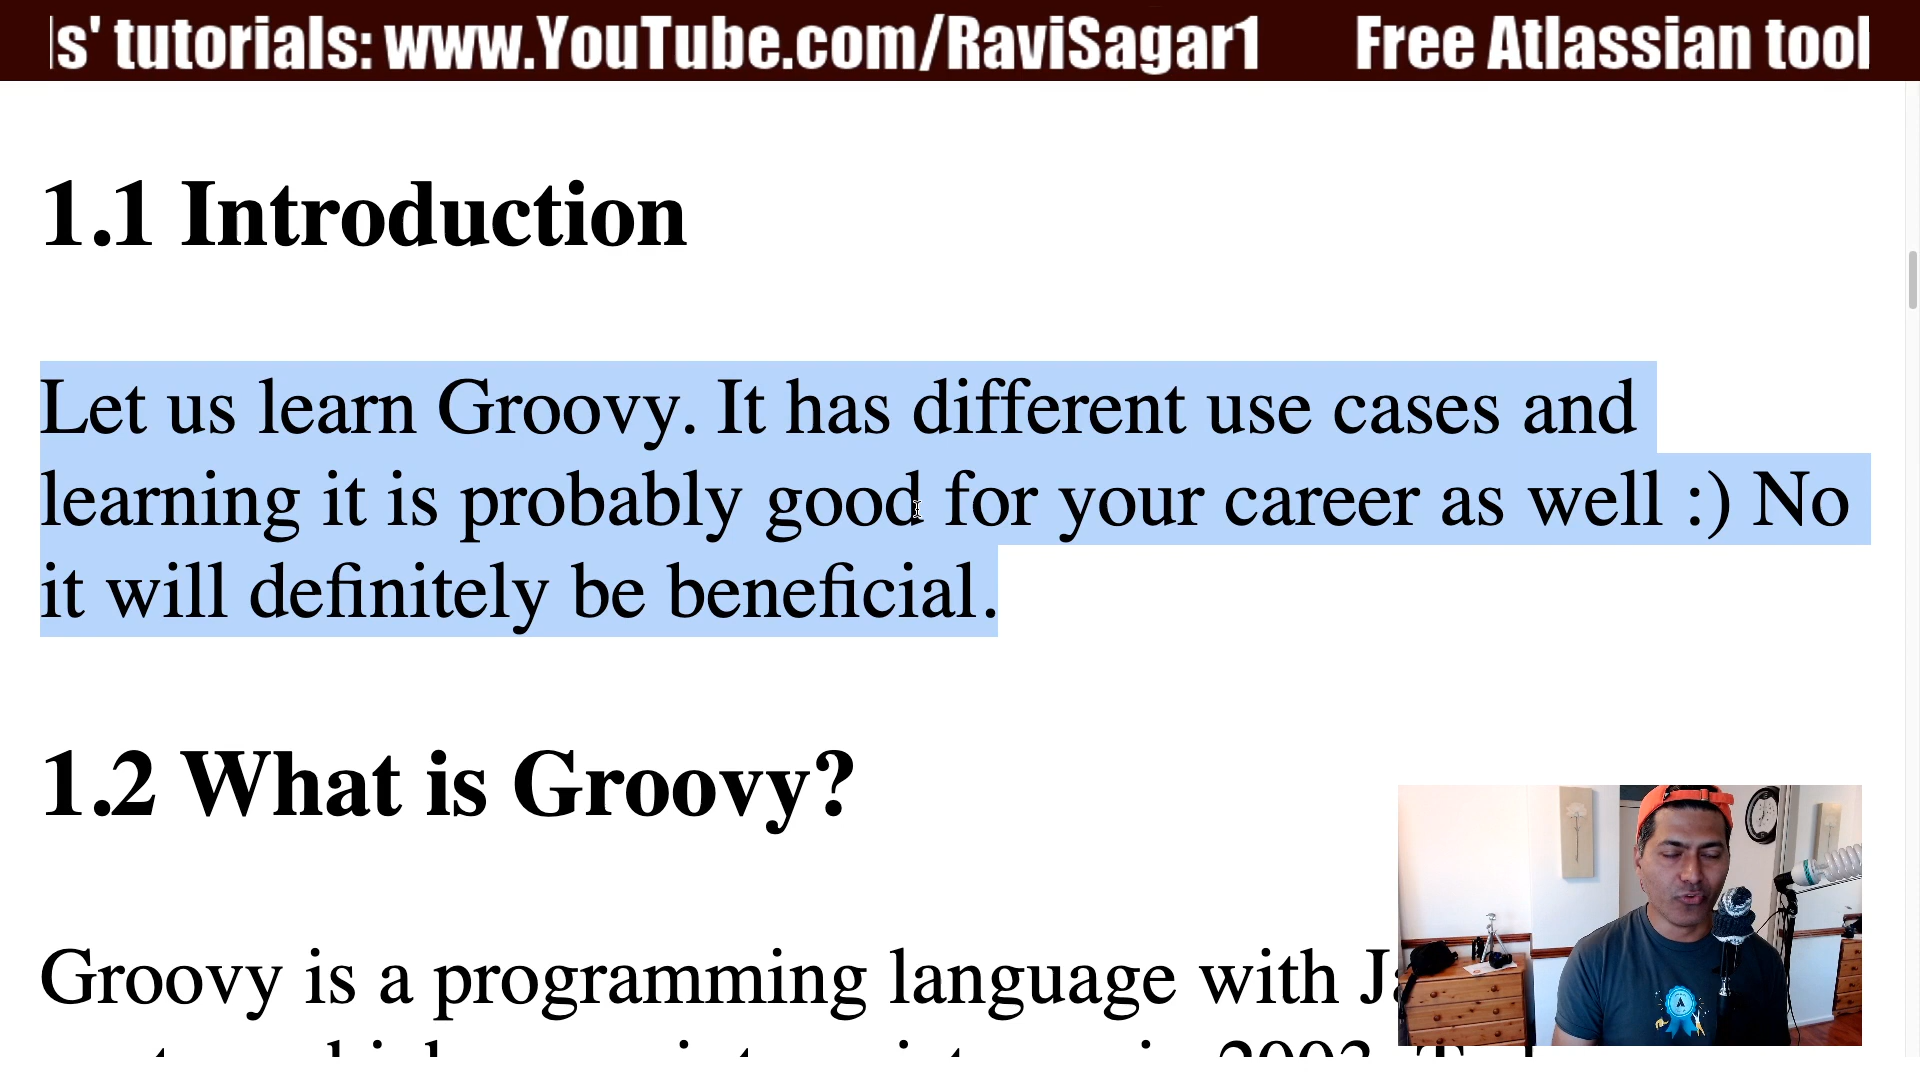 s' tutorials: www.YouTube.com/RaviSagar1 Free Atlassian tool
1.1 Introduction
Let us learn Groovy. It has different use cases and
learning it is probably good for your career as well :) No
it will definitely be beneficial.
1.2 What is Groovy?
Groovy is a programming language with
in 2003.